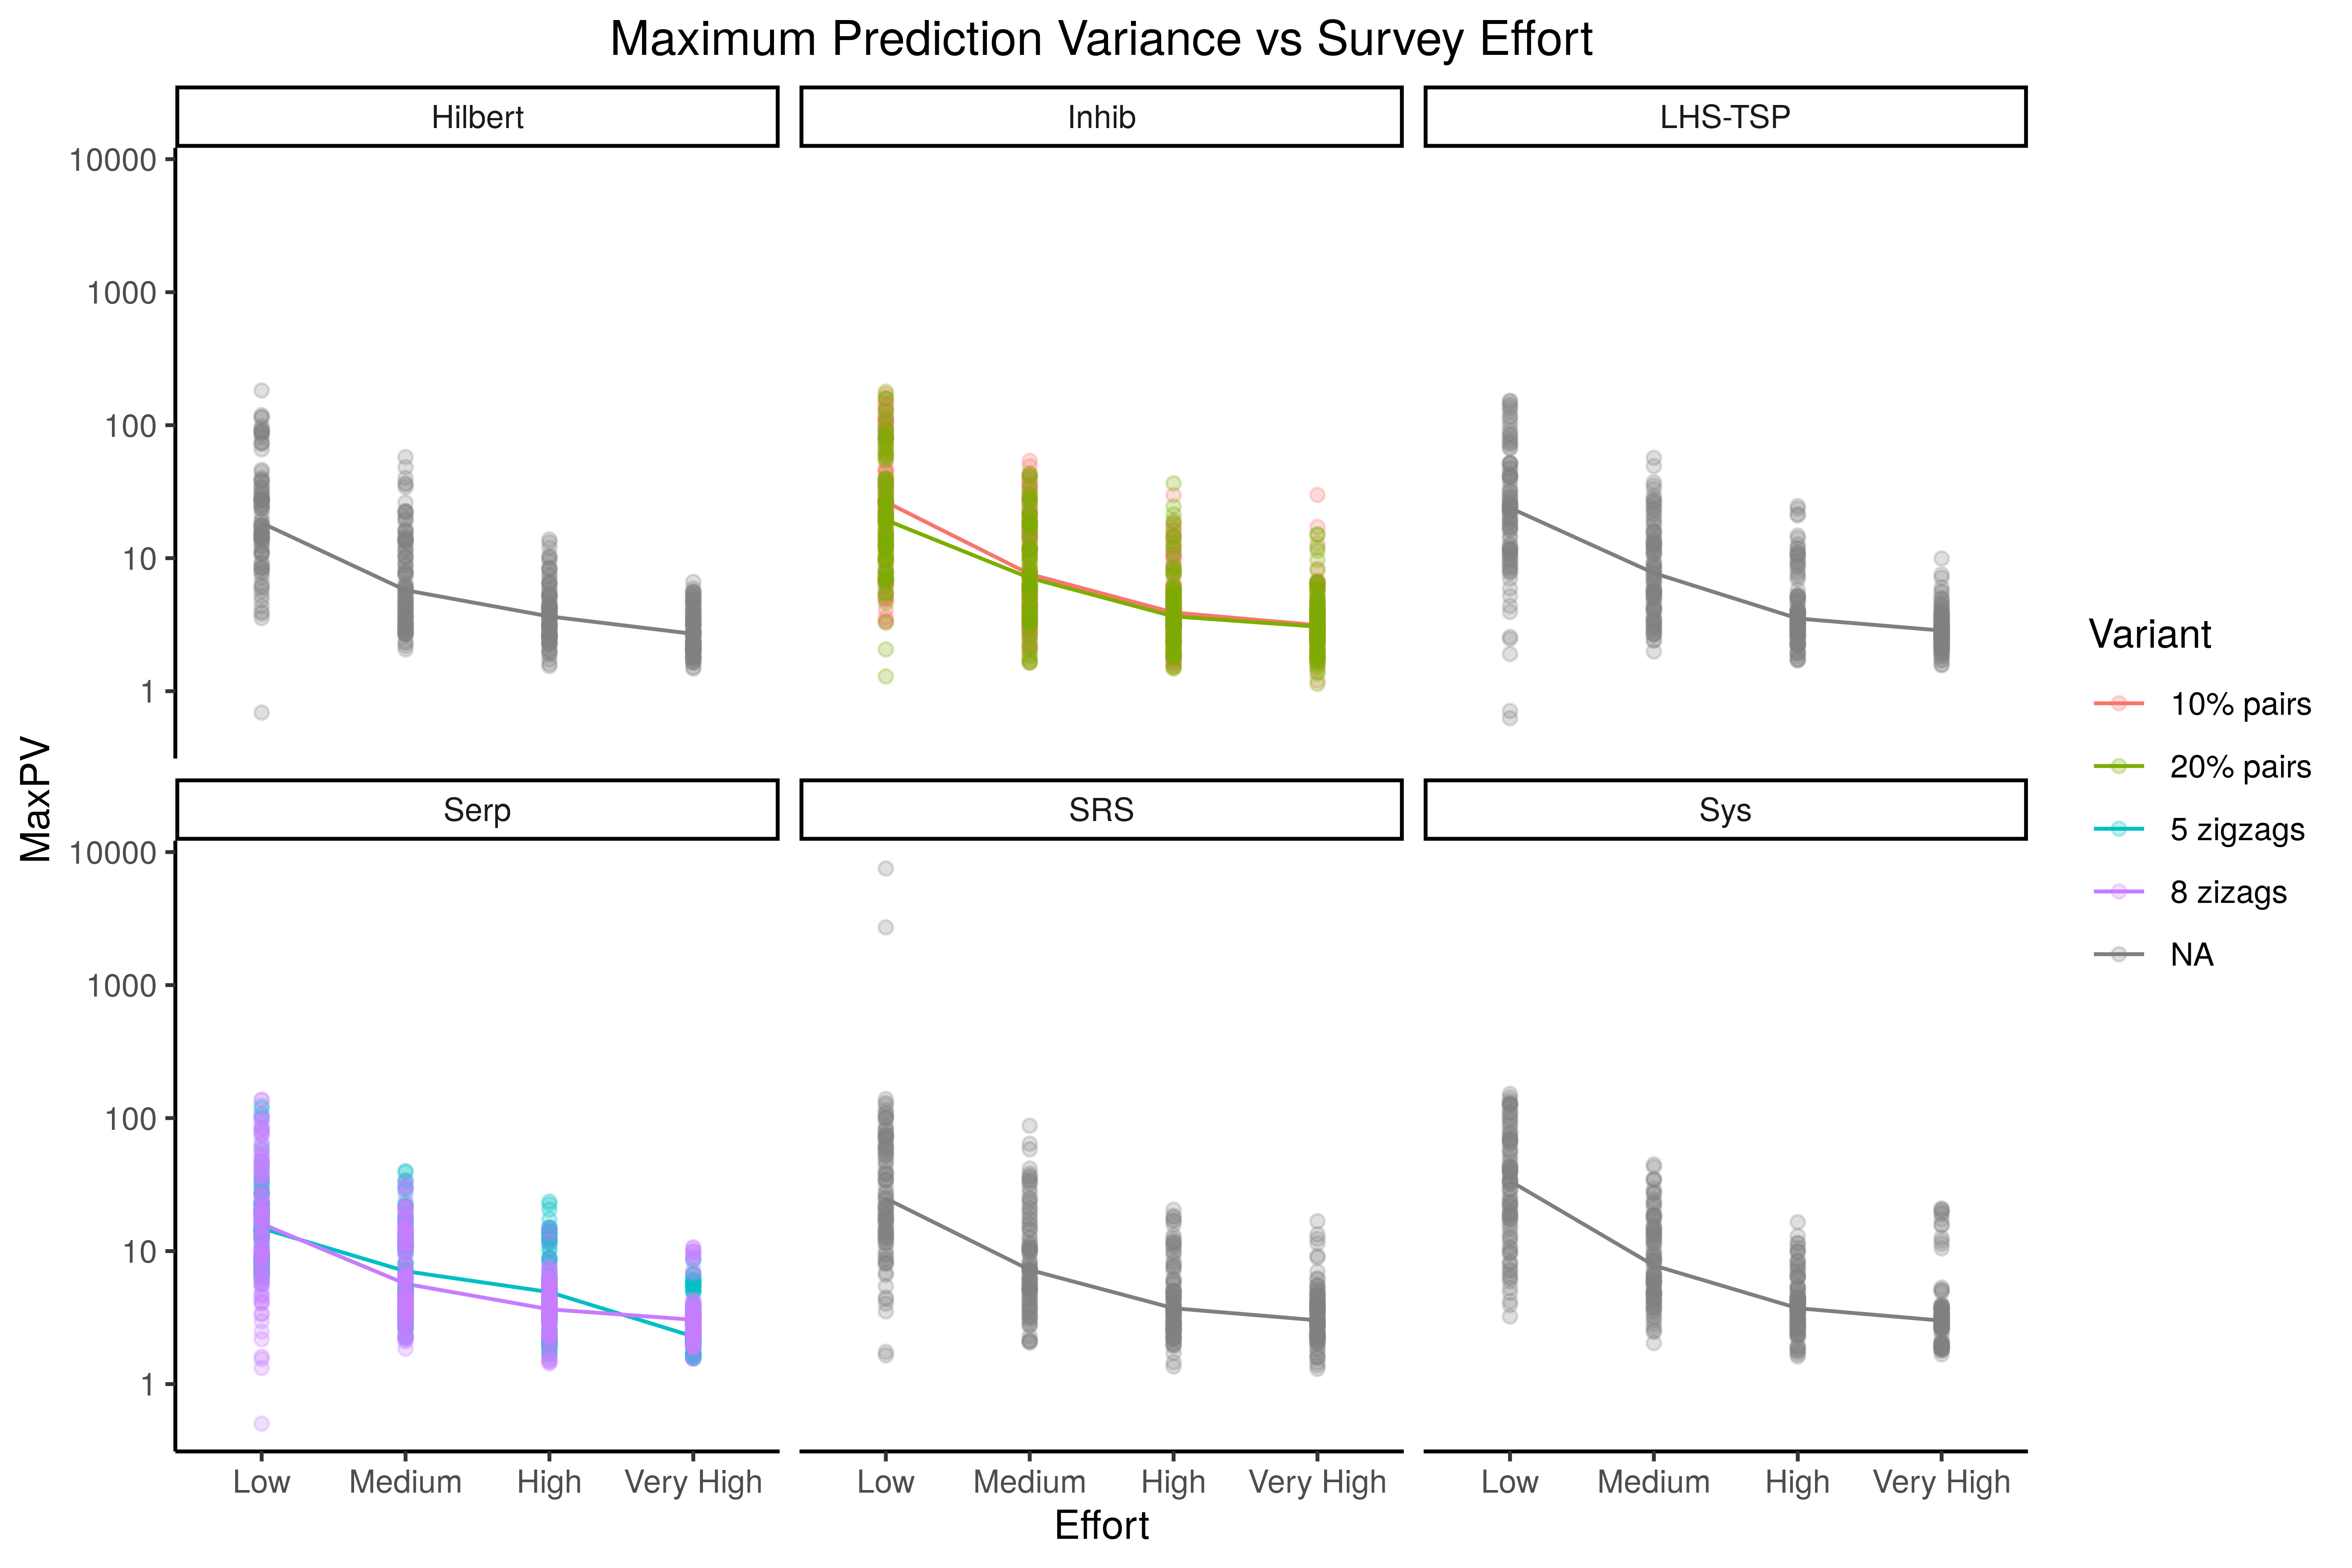 Maximum Prediction Variance vs Survey Effort
Hilbert
Inhib
LHS-TSP
10000
1000
100
10
1
Serp
SRS
Sys
10000
1000
100
10
1
MaxPV
Low Medium High Very High
Low Medium High Very High
Low Medium High Very High
Effort
Variant
10% pairs
20% pairs
5 zigzags
8 zizags
NA